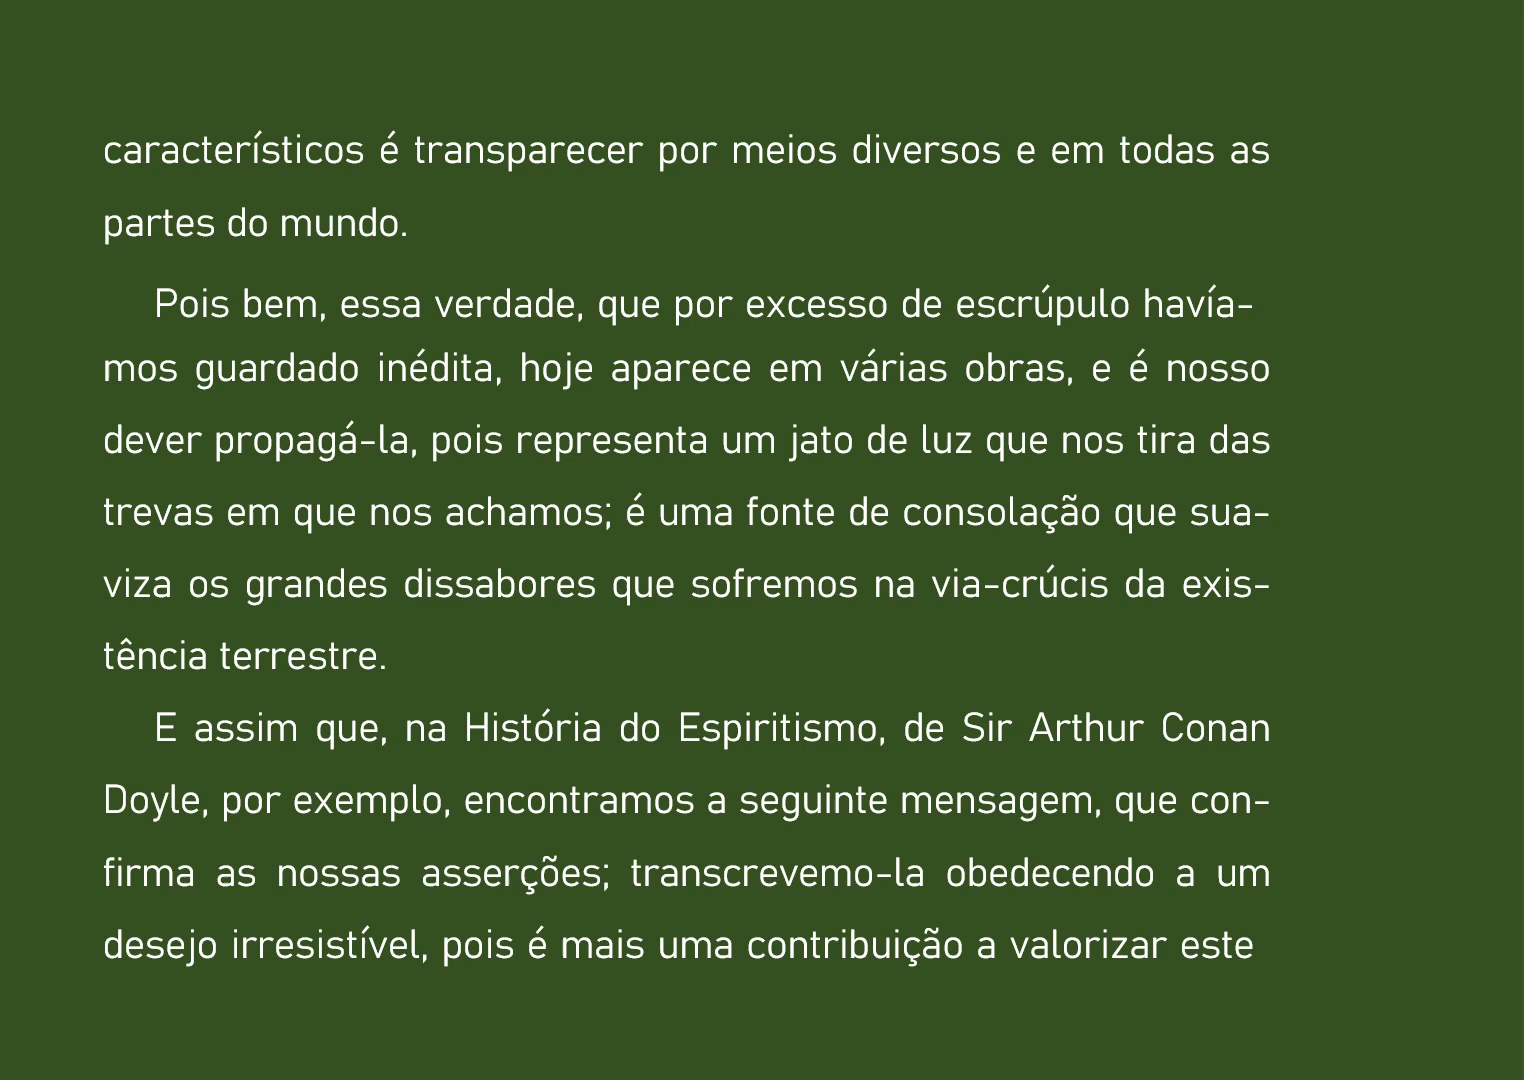 característicos é transparecer por meios diversos e em todas as
partes do mundo.
Pois bem, essa verdade, que por excesso de escrúpulo havía-
mos guardado inédita, hoje aparece em várias obras, e é nosso
dever propagá-la, pois representa um jato de luz que nos tira das
trevas em que nos achamos; é uma fonte de consolação que sua-
viza os grandes dissabores que sofremos na via-crúcis da exis-
tência terrestre.
E assim que, na História do Espiritismo, de Sir Arthur Conan
Doyle, por exemplo, encontramos a seguinte mensagem, que con-
firma as nossas asserções; transcrevemo-la obedecendo a um
desejo irresistível, pois é mais uma contribuição a valorizar este